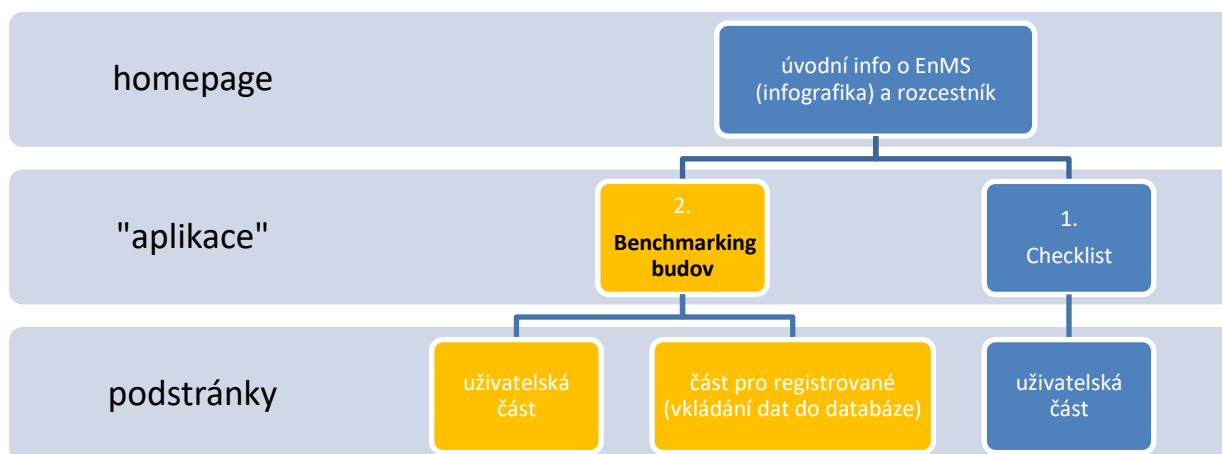 homepage
úvodní info o EnMS
(infografika) a rozcestník
"aplikace"
2.
Benchmarking
budov
1.
Checklist
podstránky
uživatelská
část
část pro registrované
(vkládání dat do databáze)
uživatelská
část